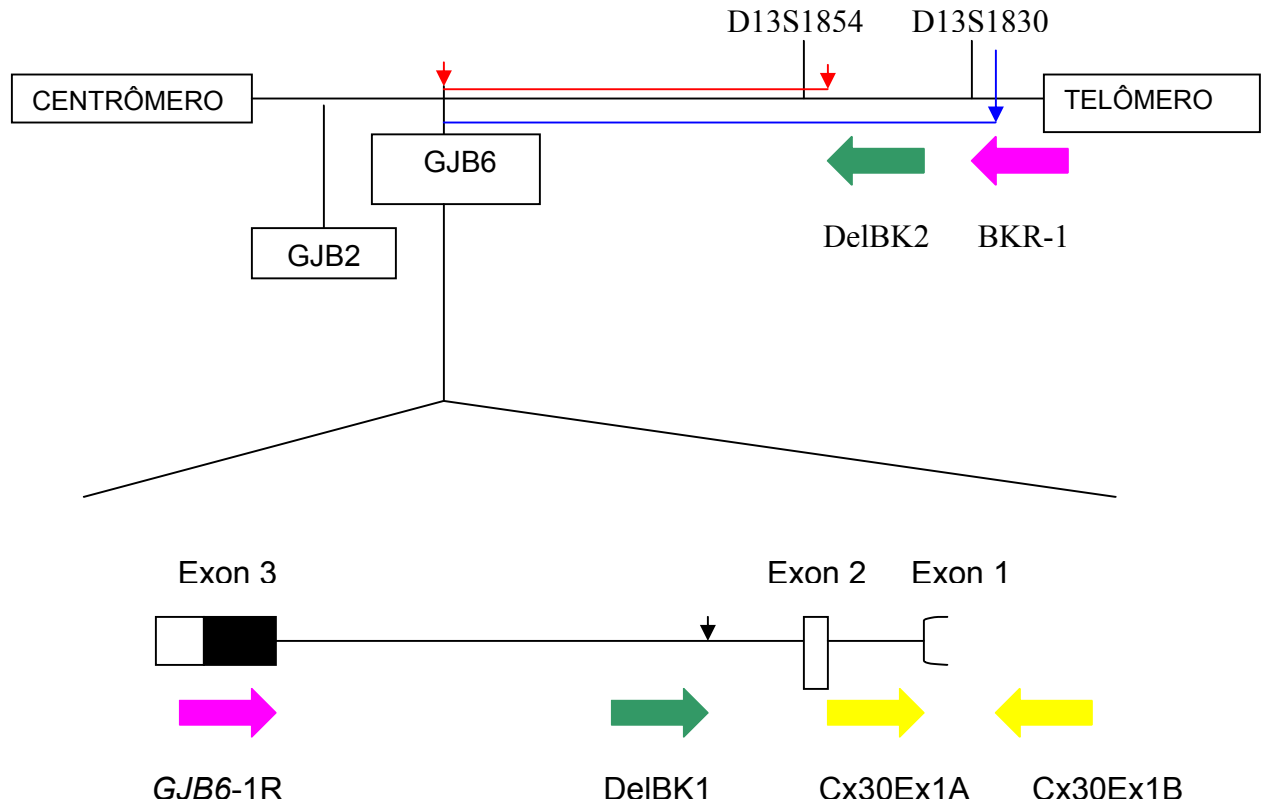 D13S1854 D13S1830
CENTRÔMERO TELÔMERO
GJB6
DelBK2 BKR-1
GJB2
Exon 3 Exon 2 Exon 1
GJB6-1R DelBK1 Cx30Ex1A Cx30Ex1B